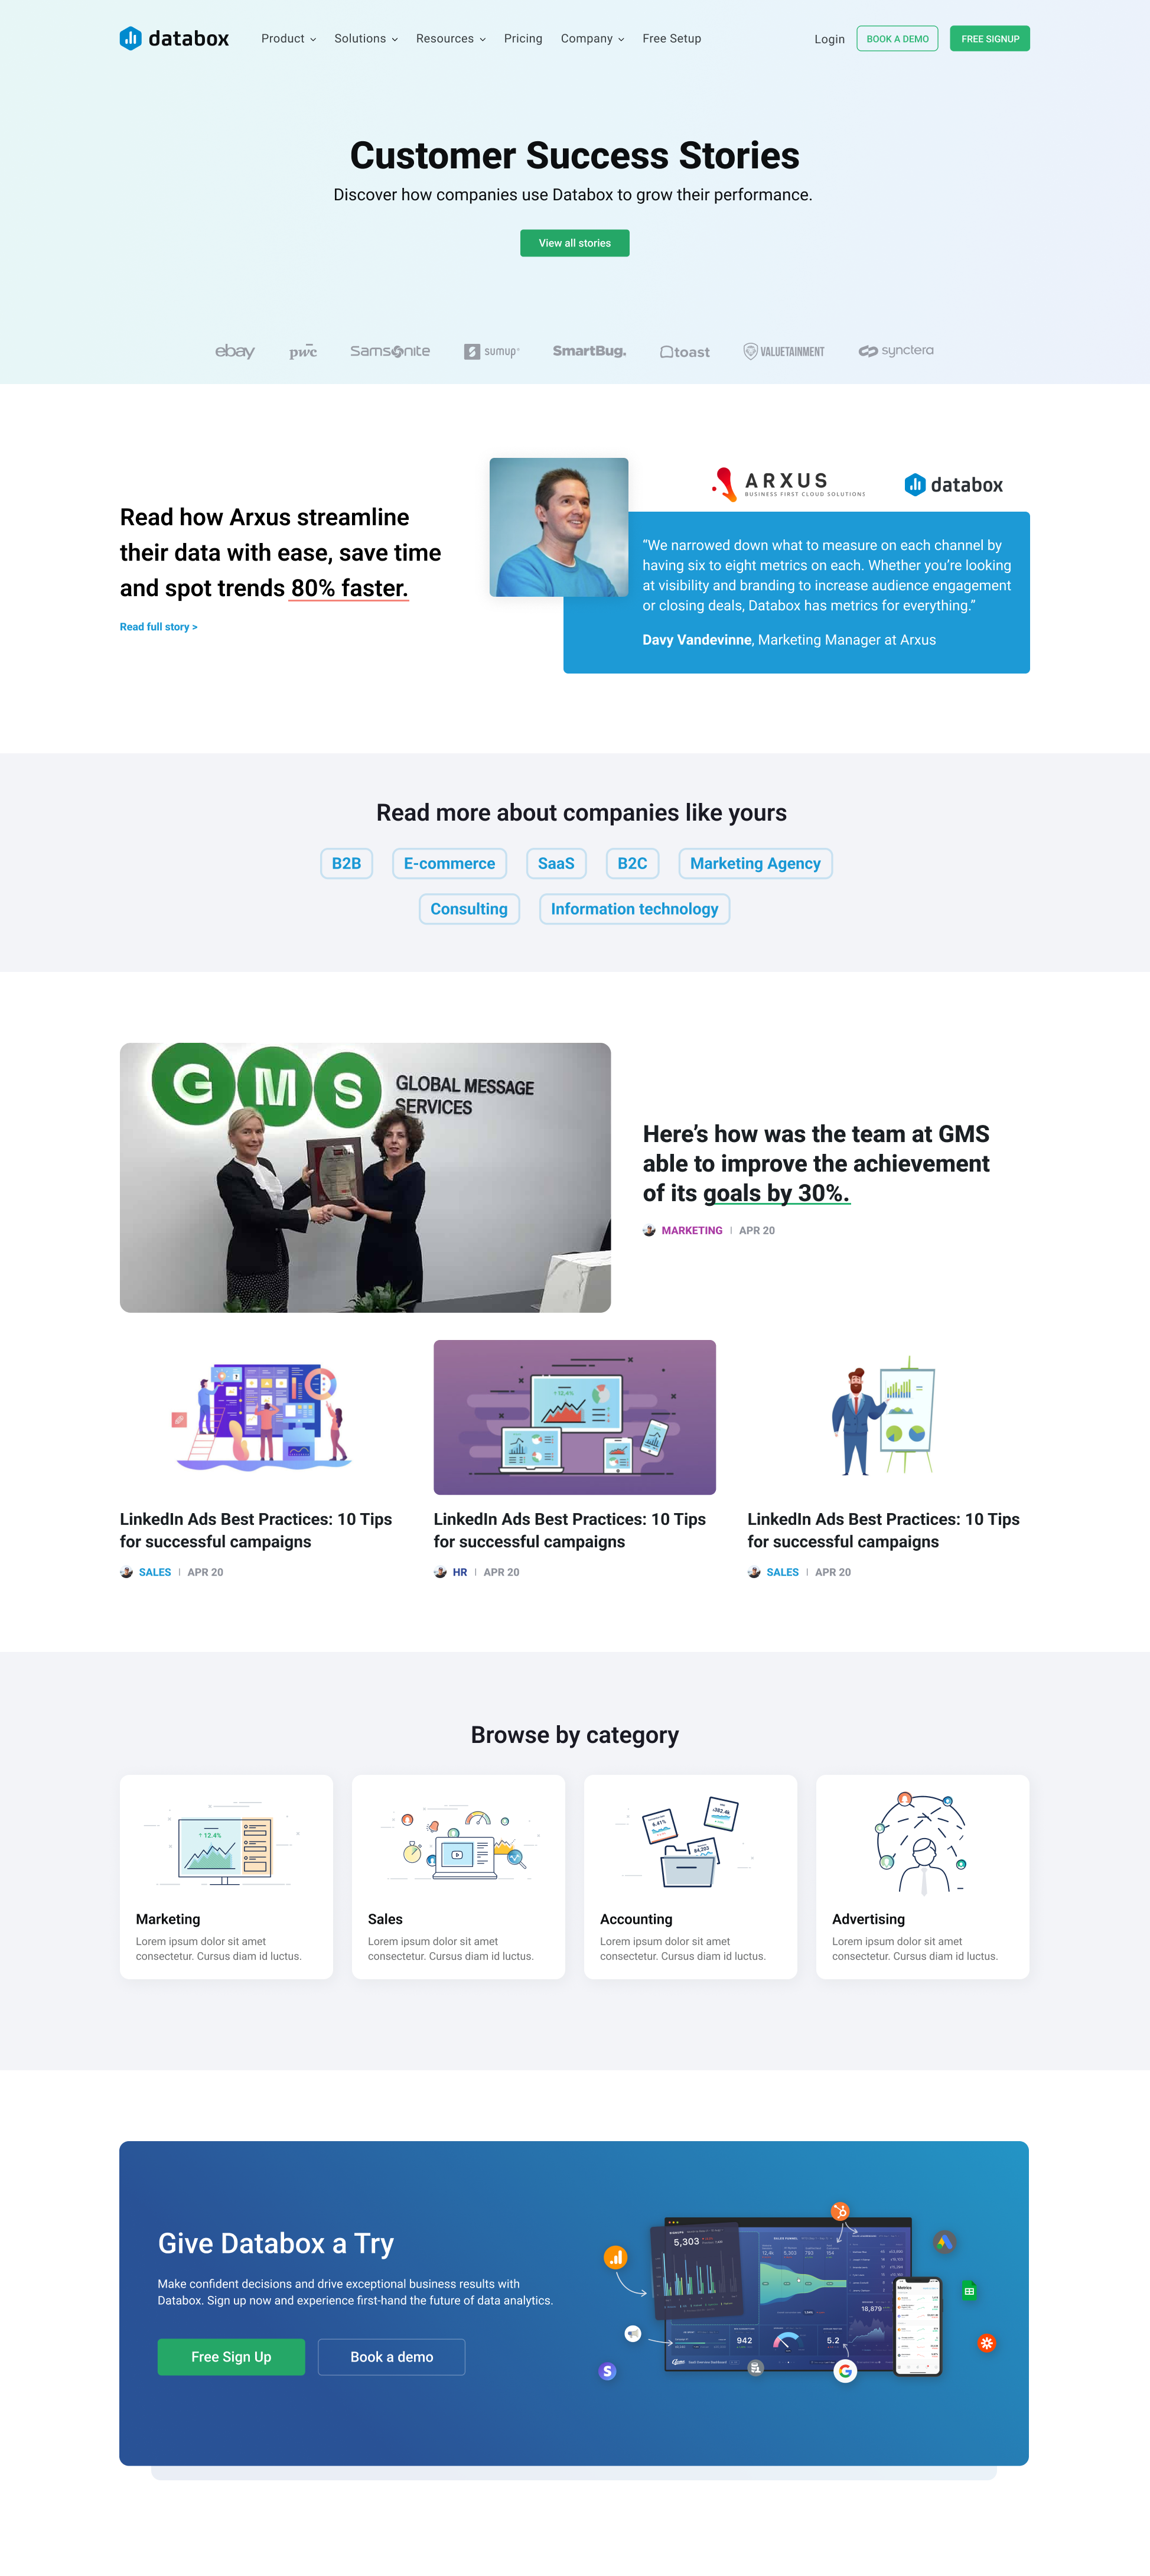 databox
Product
Solutions
Resources
Pricing
Company
Free Setup
Login
BOOK A DEMO
FREE SIGNUP
Customer Success Stories
Discover how companies use Databox to grow their performance.
View all stories
ebay
pwc
Samsonite
sumup
SmartBug.
toast
VALUETAINMENT
synctera
Read how Arxus streamline
their data with ease, save time
and spot trends 80% faster.
Read full story >
ARXUS
BUSINESS FIRST CLOUD SOLUTIONS
databox
“We narrowed down what to measure on each channel by
having six to eight metrics on each. Whether you’re looking
at visibility and branding to increase audience engagement
or closing deals, Databox has metrics for everything.”
Davy Vandevinne, Marketing Manager at Arxus
Read more about companies like yours
B2B
E-commerce
SaaS
B2C
Marketing Agency
Consulting
Information technology
GMS
GLOBAL MESSAGE
SERVICES
Here’s how was the team at GMS
able to improve the achievement
of its goals by 30%.
MARKETING | APR 20
12,4%
LinkedIn Ads Best Practices: 10 Tips
for successful campaigns
SALES | APR 20
LinkedIn Ads Best Practices: 10 Tips
for successful campaigns
HR | APR 20
LinkedIn Ads Best Practices: 10 Tips
for successful campaigns
SALES | APR 20
Browse by category
↑ 12.4%
Marketing
Lorem ipsum dolor sit amet
consectetur. Cursus diam id luctus.
Sales
Lorem ipsum dolor sit amet
consectetur. Cursus diam id luctus.
6.41%
$382.4k
84,203
Accounting
Lorem ipsum dolor sit amet
consectetur. Cursus diam id luctus.
Advertising
Lorem ipsum dolor sit amet
consectetur. Cursus diam id luctus.
Give Databox a Try
Make confident decisions and drive exceptional business results with
Databox. Sign up now and experience first-hand the future of data analytics.
Free Sign Up
Book a demo
5,303
18,879
942
5.2
Metrics